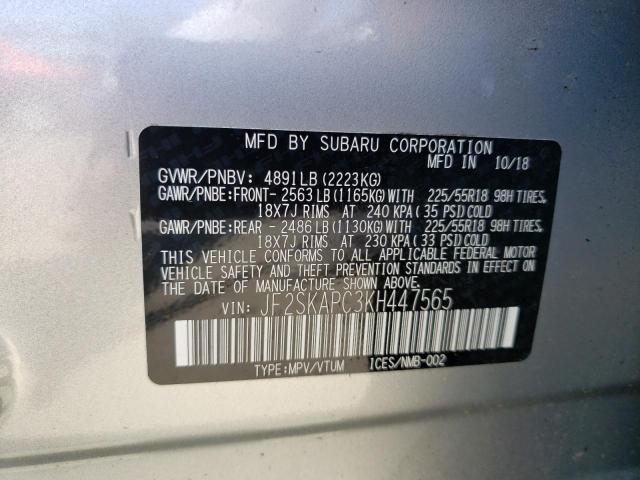 MFD BY SUBARU CORPORATION
MFD IN 10/18
GVWR/PNBV: 4891LB (2223KG)
GAWR/PNBE:FRONT- 2563LB (1165KG)WITH 225/55R18 98H TIRES,
18X7J RIMS AT 240 KPA ( 35 PSI)COLD
GAWR/PNBE:REAR - 2486LB (1130KG)WITH 225/55R18 98H TIRES,
18X7J RIMS AT 230 KPA ( 33 PSI)COLD
THIS VEHICLE CONFORMS TO ALL APPLICABLE FEDERAL MOTOR
VEHICLE SAFETY AND THEFT PREVENTION STANDARDS IN EFFECT ON
THE DATE OF MANUFACTURE SHOWN ABOVE.
VIN: JF2SKAPC3KH447565
TYPE:MPV/VTUM ICES/NMB-002